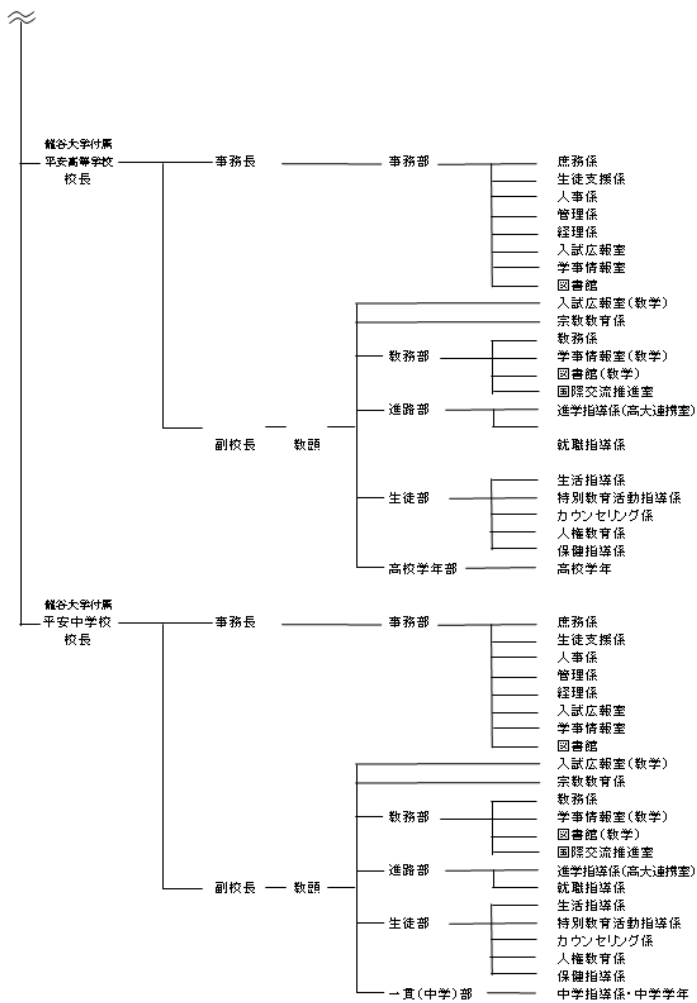 龍谷大学付属
平安高等学校 事務長 事務部 庶務係
校長
生徒支援係
人事係
管理係
経理係
入試広報室
学事情報室
図書館
入試広報室(教学)
宗教教育係
教務部 教務係
学事情報室(教学)
図書館(教学)
国際交流推進室
進路部 進学指導係(高大連携室)
副校長 教頭 就職指導係
生活指導係
生徒部 特別教育活動指導係
カウンセリング係
人権教育係
保健指導係
高校学年部 高校学年
龍谷大学付属
平安中学校 事務長 事務部 庶務係
校長
生徒支援係
人事係
管理係
経理係
入試広報室
学事情報室
図書館
入試広報室(教学)
宗教教育係
教務係
教務部 学事情報室(教学)
図書館(教学)
国際交流推進室
進路部 進学指導係(高大連携室)
副校長 教頭 就職指導係
生活指導係
生徒部 特別教育活動指導係
カウンセリング係
人権教育係
保健指導係
一貫(中学)部 中学指導係・中学学年